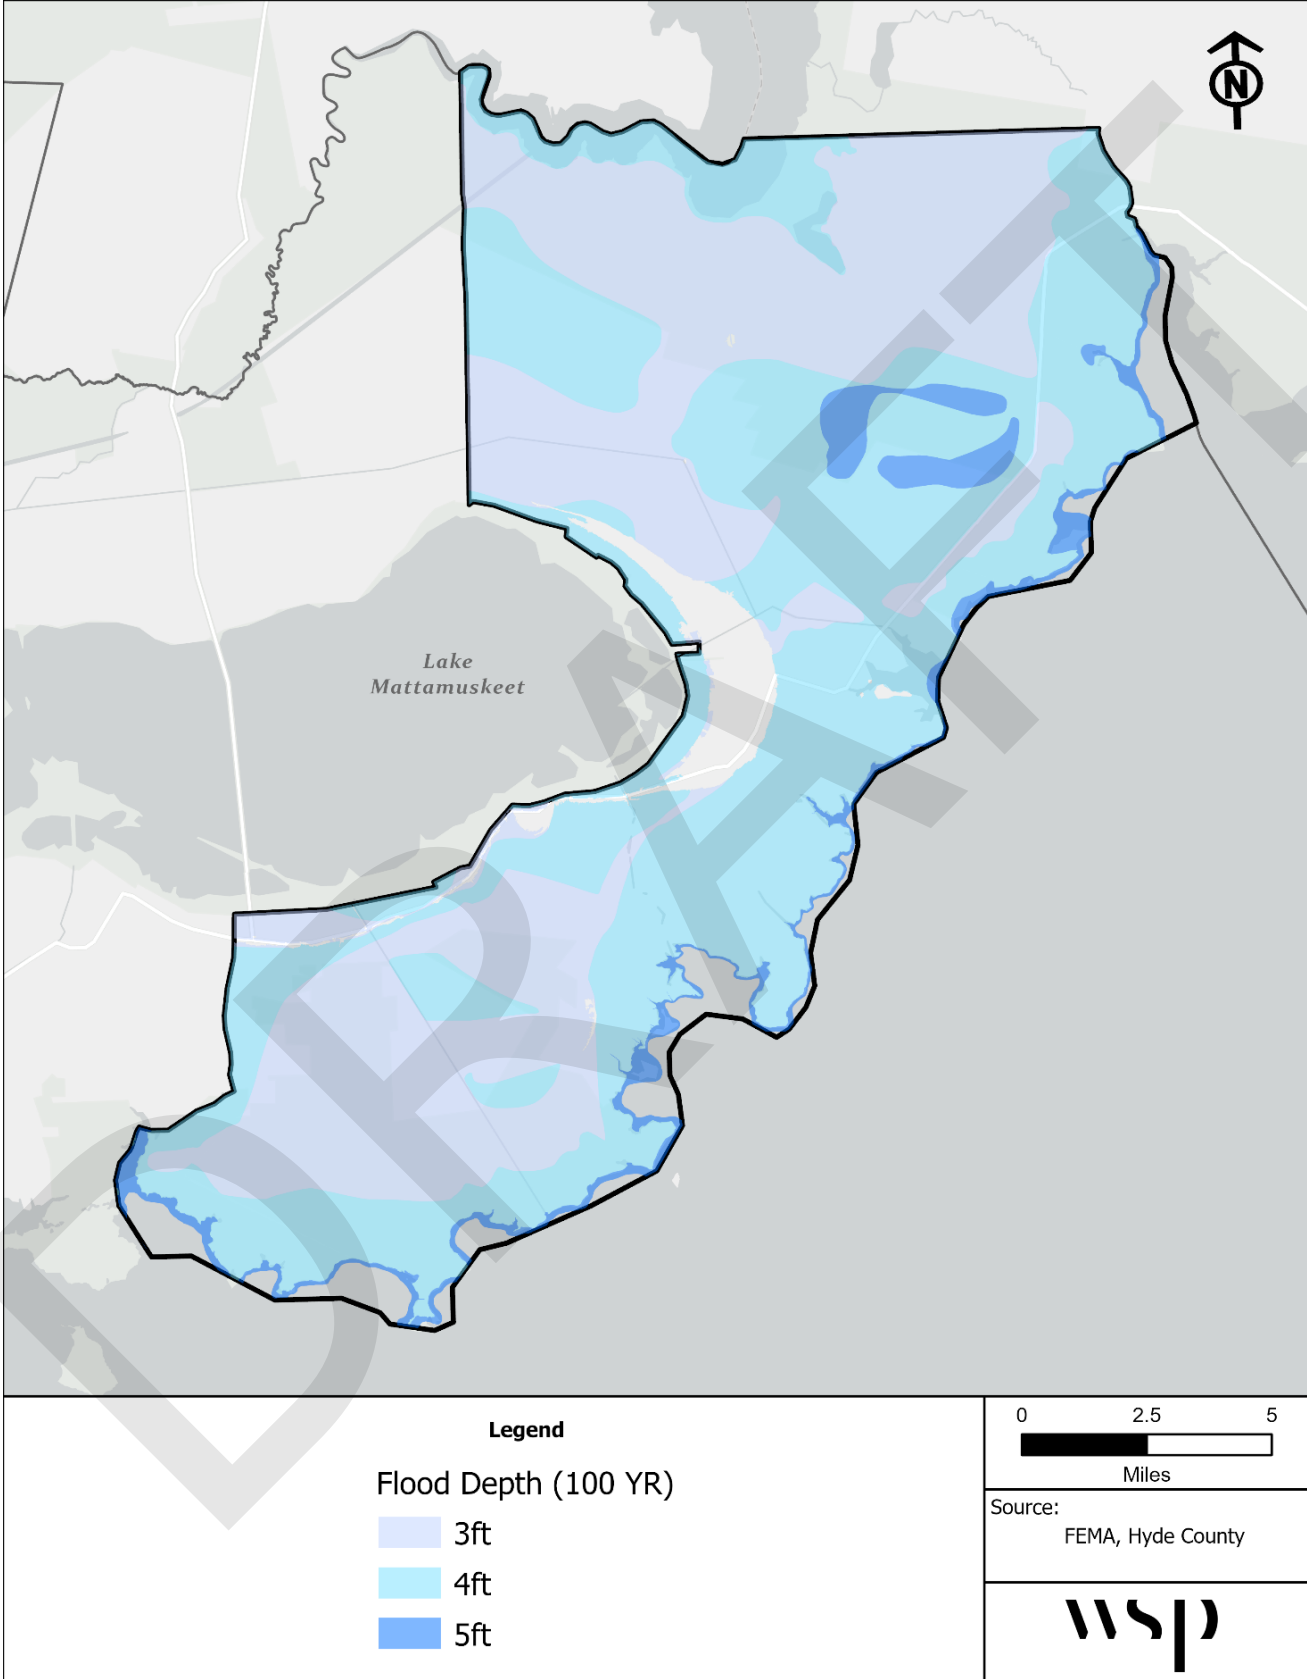 N
Lake
Mattamuskeet
DRAFT
Legend
Flood Depth (100 YR)
3ft
4ft
5ft
0 2.5 5
Miles
Source:
FEMA, Hyde County
wsp